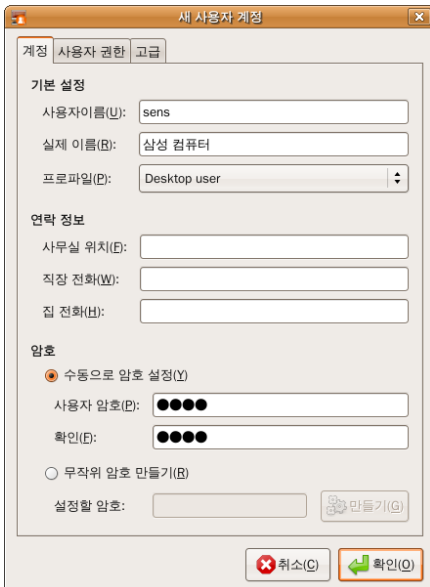 새 사용자 계정
계정 사용자 권한 고급
기본 설정
사용자이름(U): sens
실제 이름(R): 삼성 컴퓨터
프로파일(P): Desktop user
연락 정보
사무실 위치(F):
직장 전화(W):
집 전화(H):
암호
수동으로 암호 설정(Y)
사용자 암호(P): ●●●●
확인(F): ●●●●
무작위 암호 만들기(R)
설정할 암호: 만들기(G)
취소(C) 확인(O)